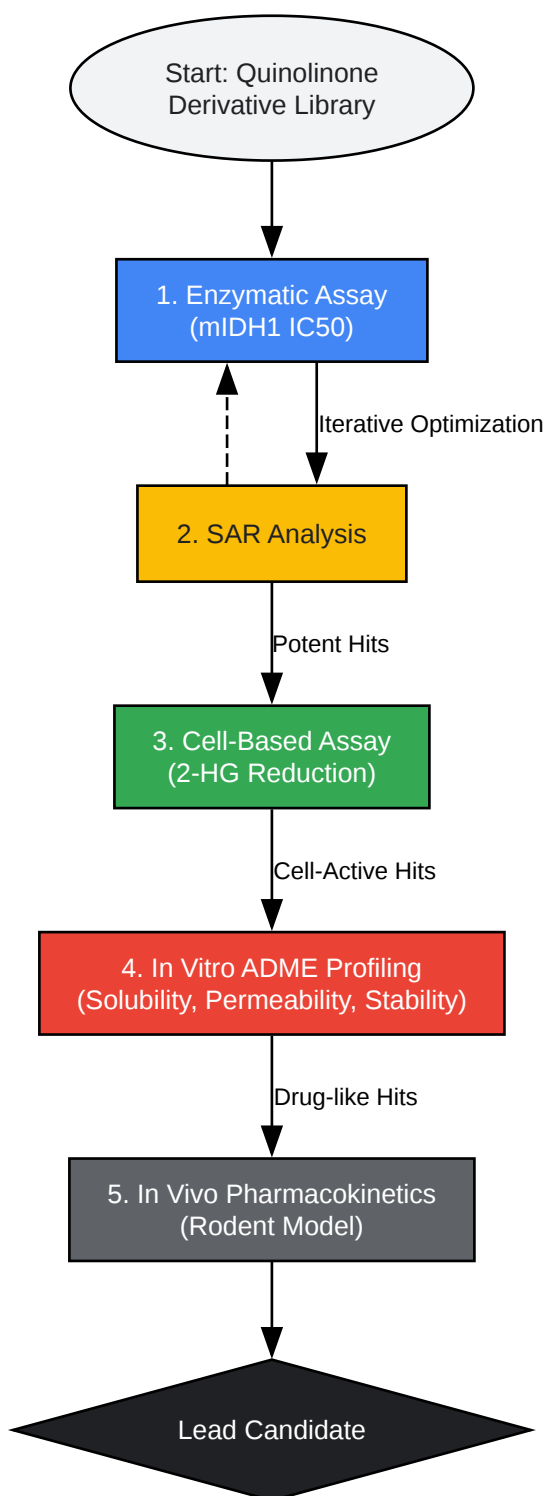 Start: Quinolinone
Derivative Library
1. Enzymatic Assay
(mIDH1 IC50)
Iterative Optimization
2. SAR Analysis
Potent Hits
3. Cell-Based Assay
(2-HG Reduction)
Cell-Active Hits
4. In Vitro ADME Profiling
(Solubility, Permeability, Stability)
Drug-like Hits
5. In Vivo Pharmacokinetics
(Rodent Model)
Lead Candidate